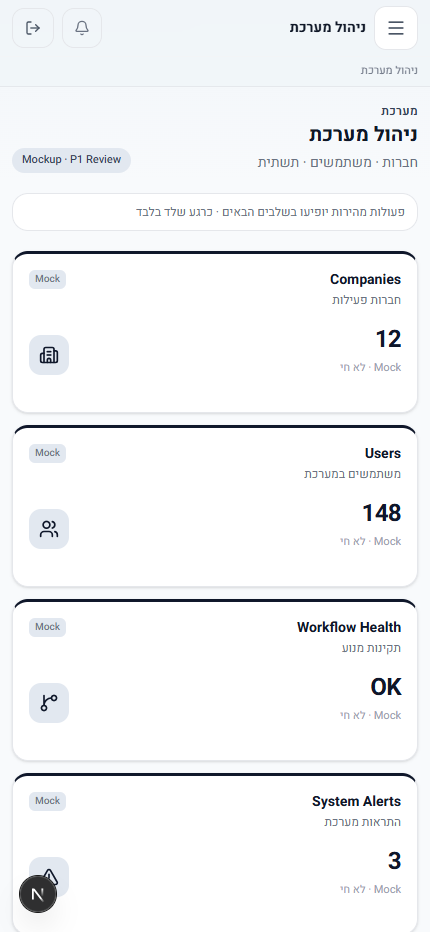 ניהול מערכת
ניהול מערכת
מערכת
ניהול מערכת
חברות · משתמשים · תשתית
Mockup · P1 Review
פעולות מהירות יופיעו בשלבים הבאים · כרגע שלד בלבד
Companies
Mock
חברות פעילות
12
Mock · לא חי
Users
Mock
משתמשים במערכת
148
Mock · לא חי
Workflow Health
Mock
תקינות מנוע
OK
Mock · לא חי
System Alerts
Mock
התראות מערכת
3
Mock · לא חי
N